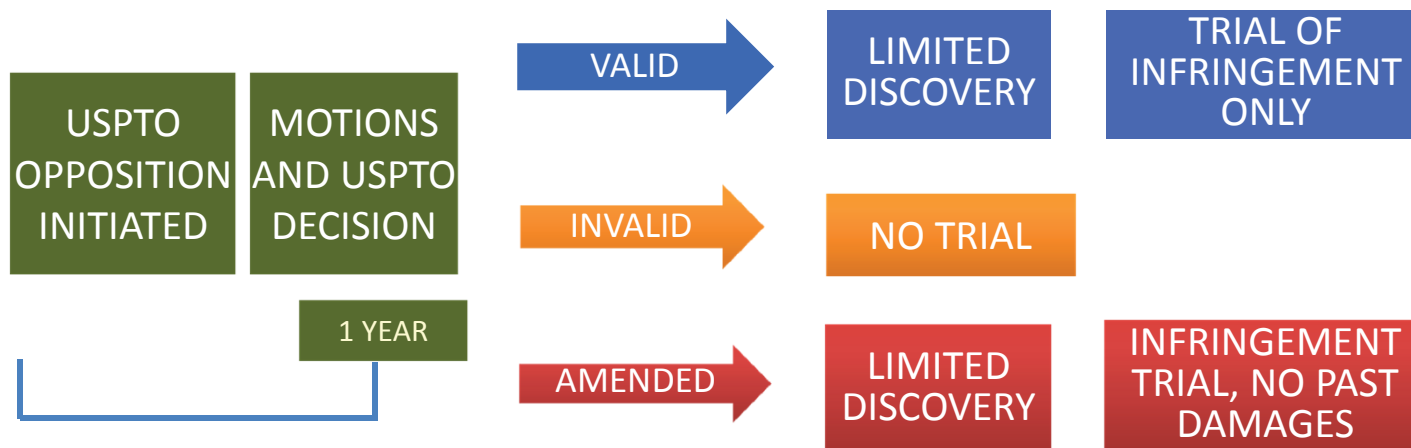 USPTO
OPPOSITION
INITIATED
MOTIONS
AND USPTO
DECISION
1 YEAR
VALID
LIMITED
DISCOVERY
TRIAL OF
INFRINGEMENT
ONLY
INVALID
NO TRIAL
AMENDED
LIMITED
DISCOVERY
INFRINGEMENT
TRIAL, NO PAST
DAMAGES